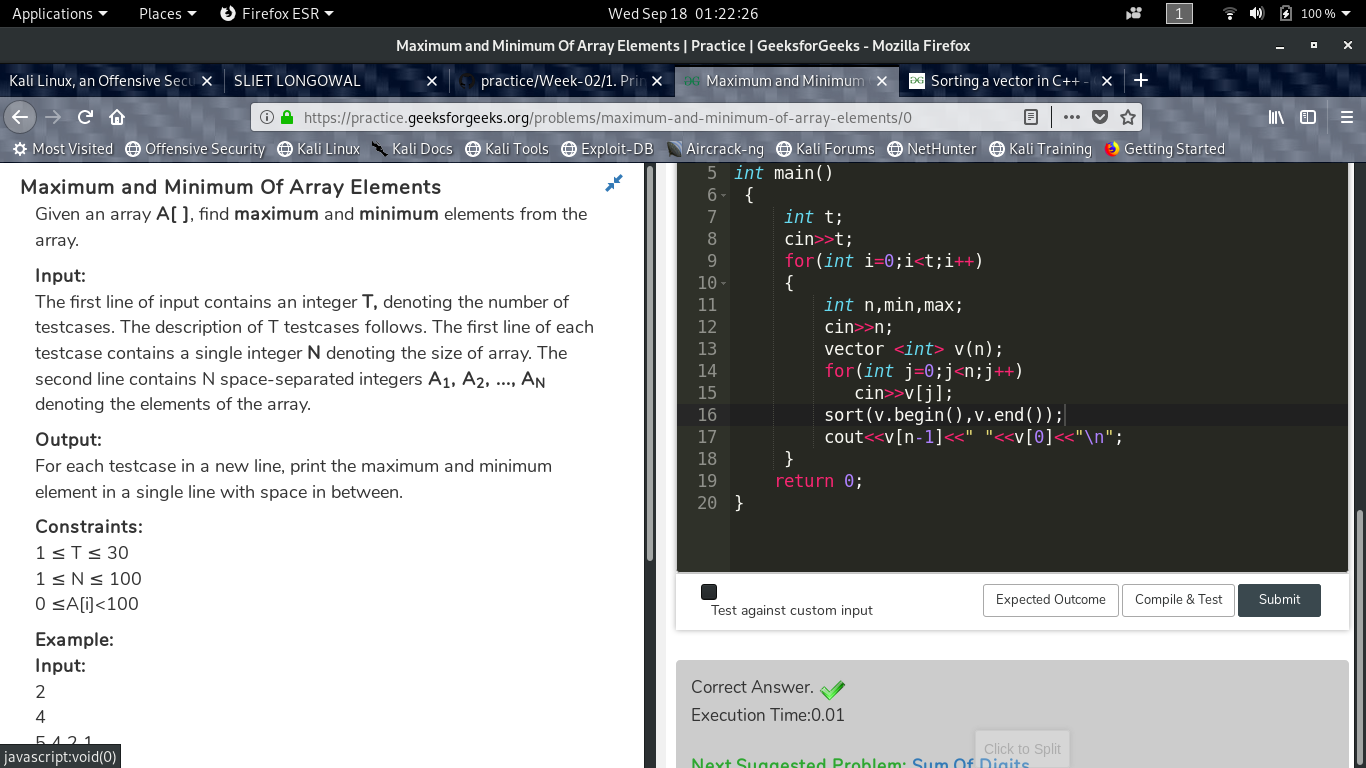 Applications Places Firefox ESR Wed Sep 18 01:22:26 1 100 %
Maximum and Minimum Of Array Elements | Practice | GeeksforGeeks - Mozilla Firefox
Kali Linux, an Offensive Secu SLIET LONGOWAL practice/Week-02/1. Prin Maximum and Minimum Sorting a vector in C++ -
https://practice.geeksforgeeks.org/problems/maximum-and-minimum-of-array-elements/0
Most Visited Offensive Security Kali Linux Kali Docs Kali Tools Exploit-DB Aircrack-ng Kali Forums NetHunter Kali Training Getting Started
Maximum and Minimum Of Array Elements
Given an array A[ ], find maximum and minimum elements from the
array.
Input:
The first line of input contains an integer T, denoting the number of
testcases. The description of T testcases follows. The first line of each
testcase contains a single integer N denoting the size of array. The
second line contains N space-separated integers A1, A2, ..., AN
denoting the elements of the array.
Output:
For each testcase in a new line, print the maximum and minimum
element in a single line with space in between.
Constraints:
1 ≤ T ≤ 30
1 ≤ N ≤ 100
0 ≤A[i]<100
Example:
Input:
2
4
5 4 2 1
javascript:void(0)
5 int main()
6 {
7 int t;
8 cin>>t;
9 for(int i=0;i<t;i++)
10 {
11 int n,min,max;
12 cin>>n;
13 vector <int> v(n);
14 for(int j=0;j<n;j++)
15 cin>>v[j];
16 sort(v.begin(),v.end());
17 cout<<v[n-1]<<" "<<v[0]<<"\n";
18 }
19 return 0;
20 }
Test against custom input
Expected Outcome Compile & Test Submit
Correct Answer.
Execution Time:0.01
Click to Split
Next Suggested Problem: Sum Of Digits